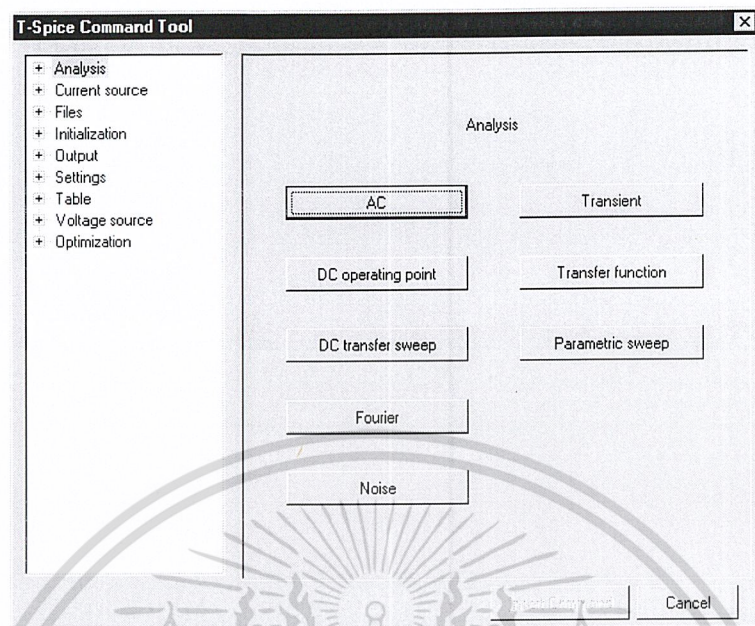 T-Spice Command Tool
Analysis
Current source
Files
Initialization
Output
Settings
Table
Voltage source
Optimization
Analysis
AC
Transient
DC operating point
Transfer function
DC transfer sweep
Parametric sweep
Fourier
Noise
Cancel